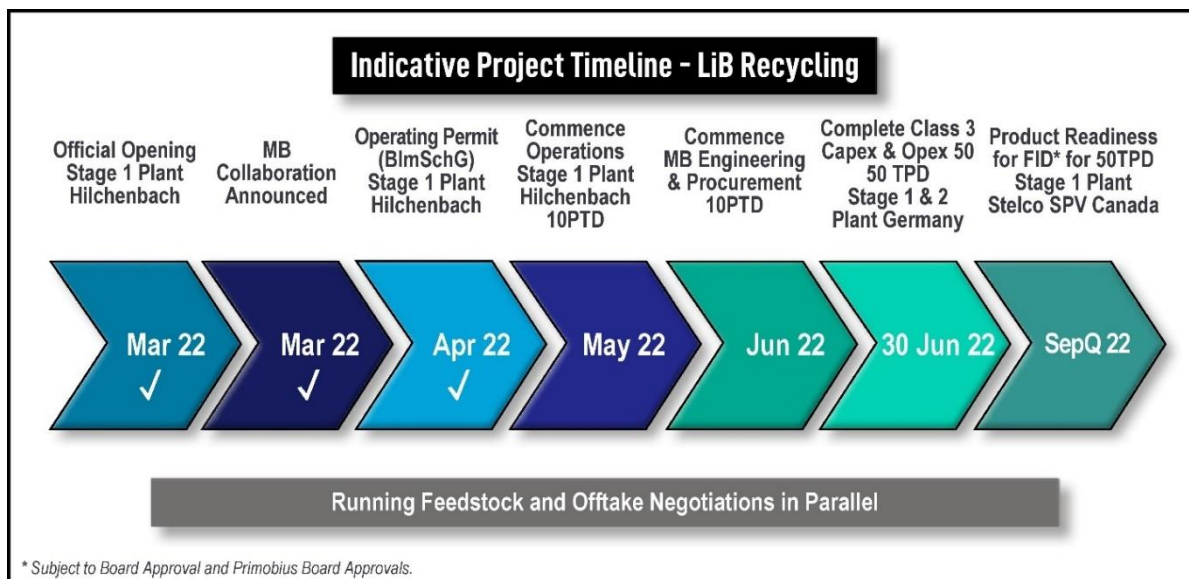 Indicative Project Timeline - LiB Recycling
Official Opening
Stage 1 Plant
Hilchenbach
MB
Collaboration
Announced
Operating Permit
(BlmSchG)
Stage 1 Plant
Hilchenbach
Commence
Operations
Stage 1 Plant
Hilchenbach
10PTD
Commence
MB Engineering
& Procurement
10PTD
Complete Class 3
Capex & Opex 50
50 TPD
Stage 1 & 2
Plant Germany
Product Readiness
for FID* for 50TPD
Stage 1 Plant
Stelco SPV Canada
Mar 22
✓
Mar 22
✓
Apr 22
✓
May 22
Jun 22
30 Jun 22
SepQ 22
Running Feedstock and Offtake Negotiations in Parallel
* Subject to Board Approval and Primobius Board Approvals.